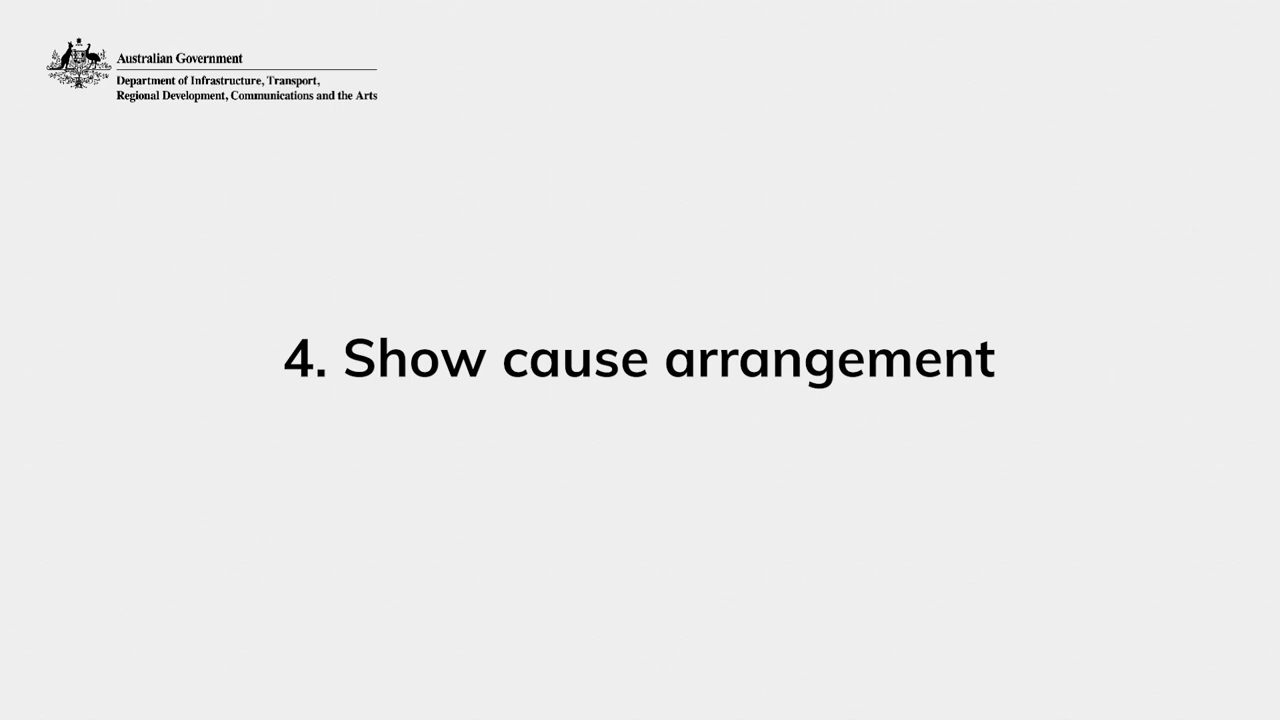 Australian Government
Department of Infrastructure, Transport,
Regional Development, Communications and the Arts
4. Show cause arrangement